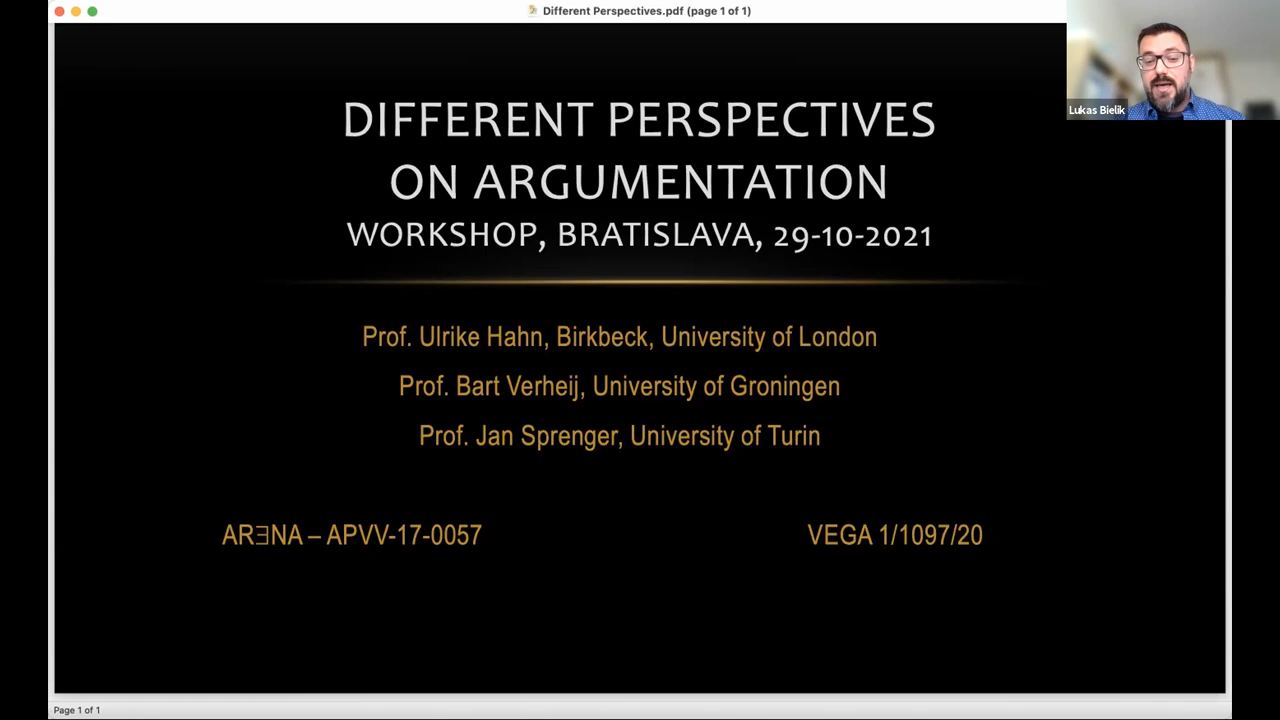 Different Perspectives.pdf (page 1 of 1)
Lukas Bielik
DIFFERENT PERSPECTIVES
ON ARGUMENTATION
WORKSHOP, BRATISLAVA, 29-10-2021
Prof. Ulrike Hahn, Birkbeck, University of London
Prof. Bart Verheij, University of Groningen
Prof. Jan Sprenger, University of Turin
AR∃NA – APVV-17-0057
VEGA 1/1097/20
Page 1 of 1